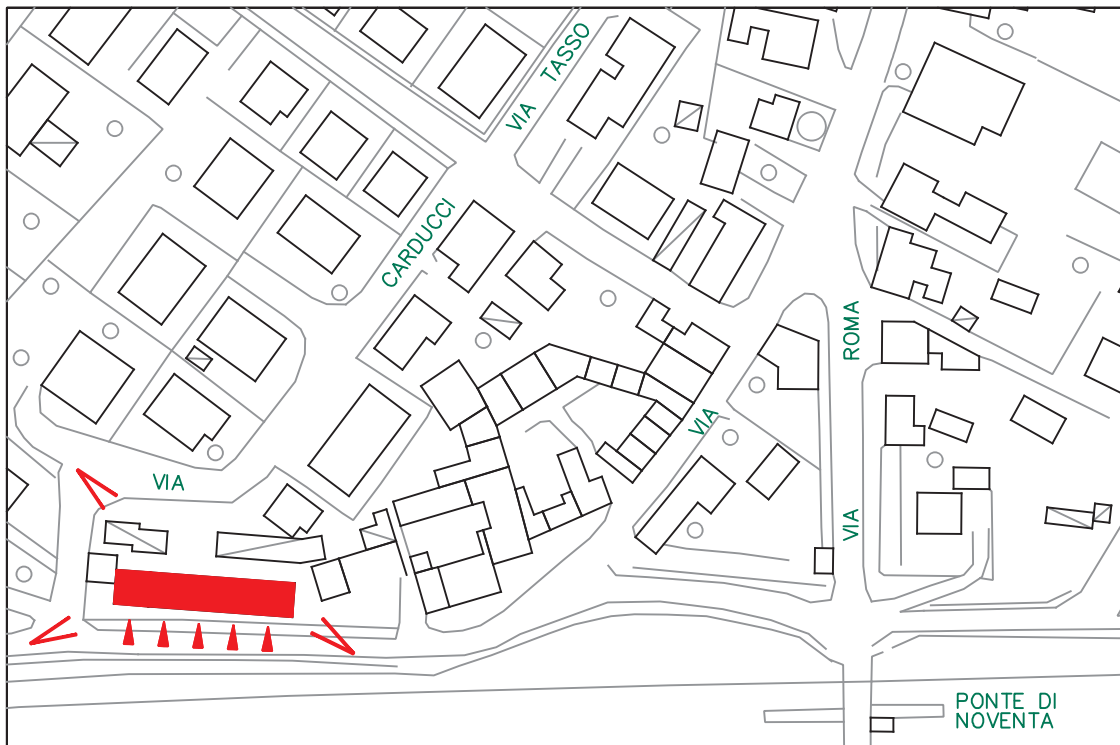 VIA TASSO
CARDUCCI
ROMA
VIA
VIA
VIA
PONTE DI
NOVENTA